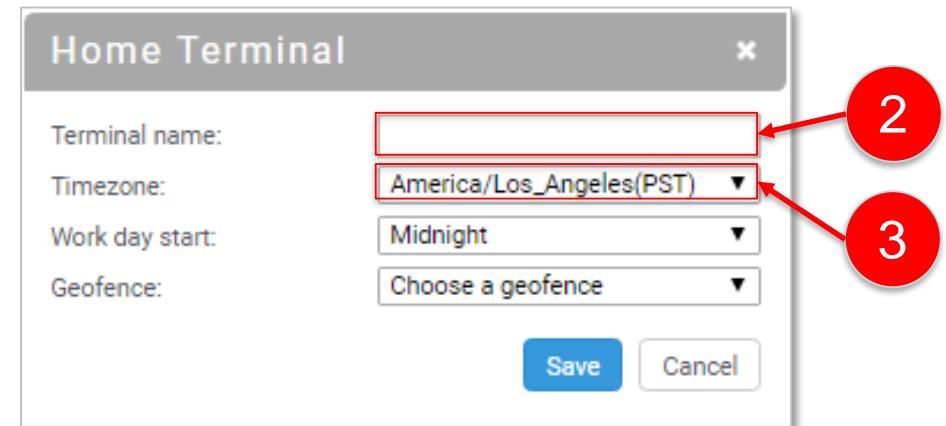 Home Terminal ×
Terminal name:
2
Timezone: America/Los_Angeles(PST) ▼
Work day start: Midnight ▼
3
Geofence: Choose a geofence ▼
Save Cancel